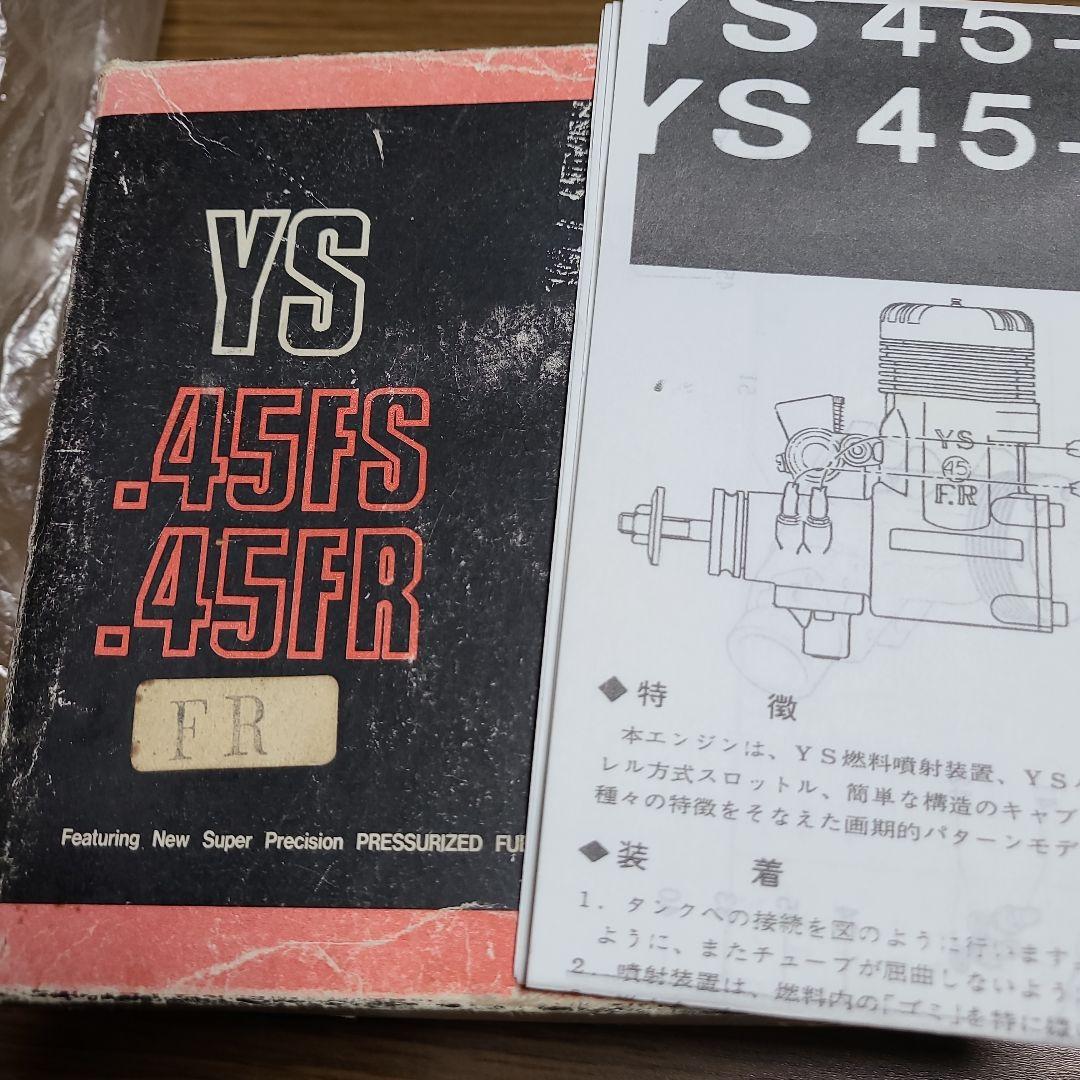 YS
.45FS
.45FR
FR
Featuring New Super Precision PRESSURIZED
YS 45-
YS 45-
YS
45
F.R
◆特徴
本エンジンは、YS燃料噴射装置、YS
レル方式スロットル、簡単な構造のキャブ
種々の特徴をそなえた画期的パターンモデ
◆装着
1. タンクへの接続を図のように行います
ように、またチューブが屈曲しないよう
2. 噴射装置は、燃料内の「ゴミ」を特に嫌